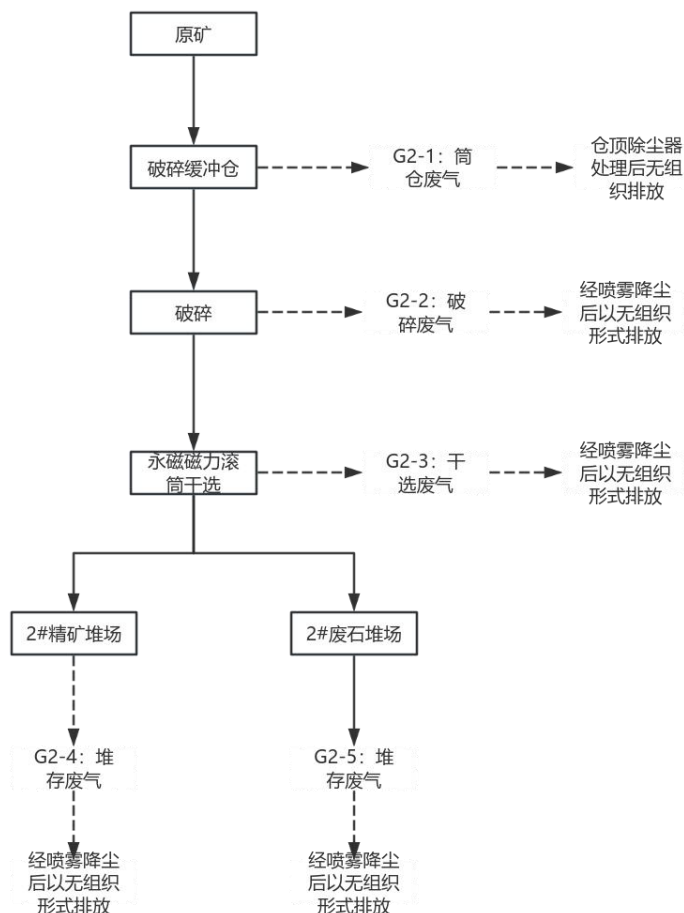 原矿
破碎缓冲仓
G2-1：筒
仓废气
仓顶除尘器
处理后无组
织排放
破碎
G2-2：破
碎废气
经喷雾降尘
后以无组织
形式排放
永磁磁力滚
筒干选
G2-3：干
选废气
经喷雾降尘
后以无组织
形式排放
2#精矿堆场
2#废石堆场
G2-4：堆
存废气
G2-5：堆
存废气
经喷雾降尘
后以无组织
形式排放
经喷雾降尘
后以无组织
形式排放